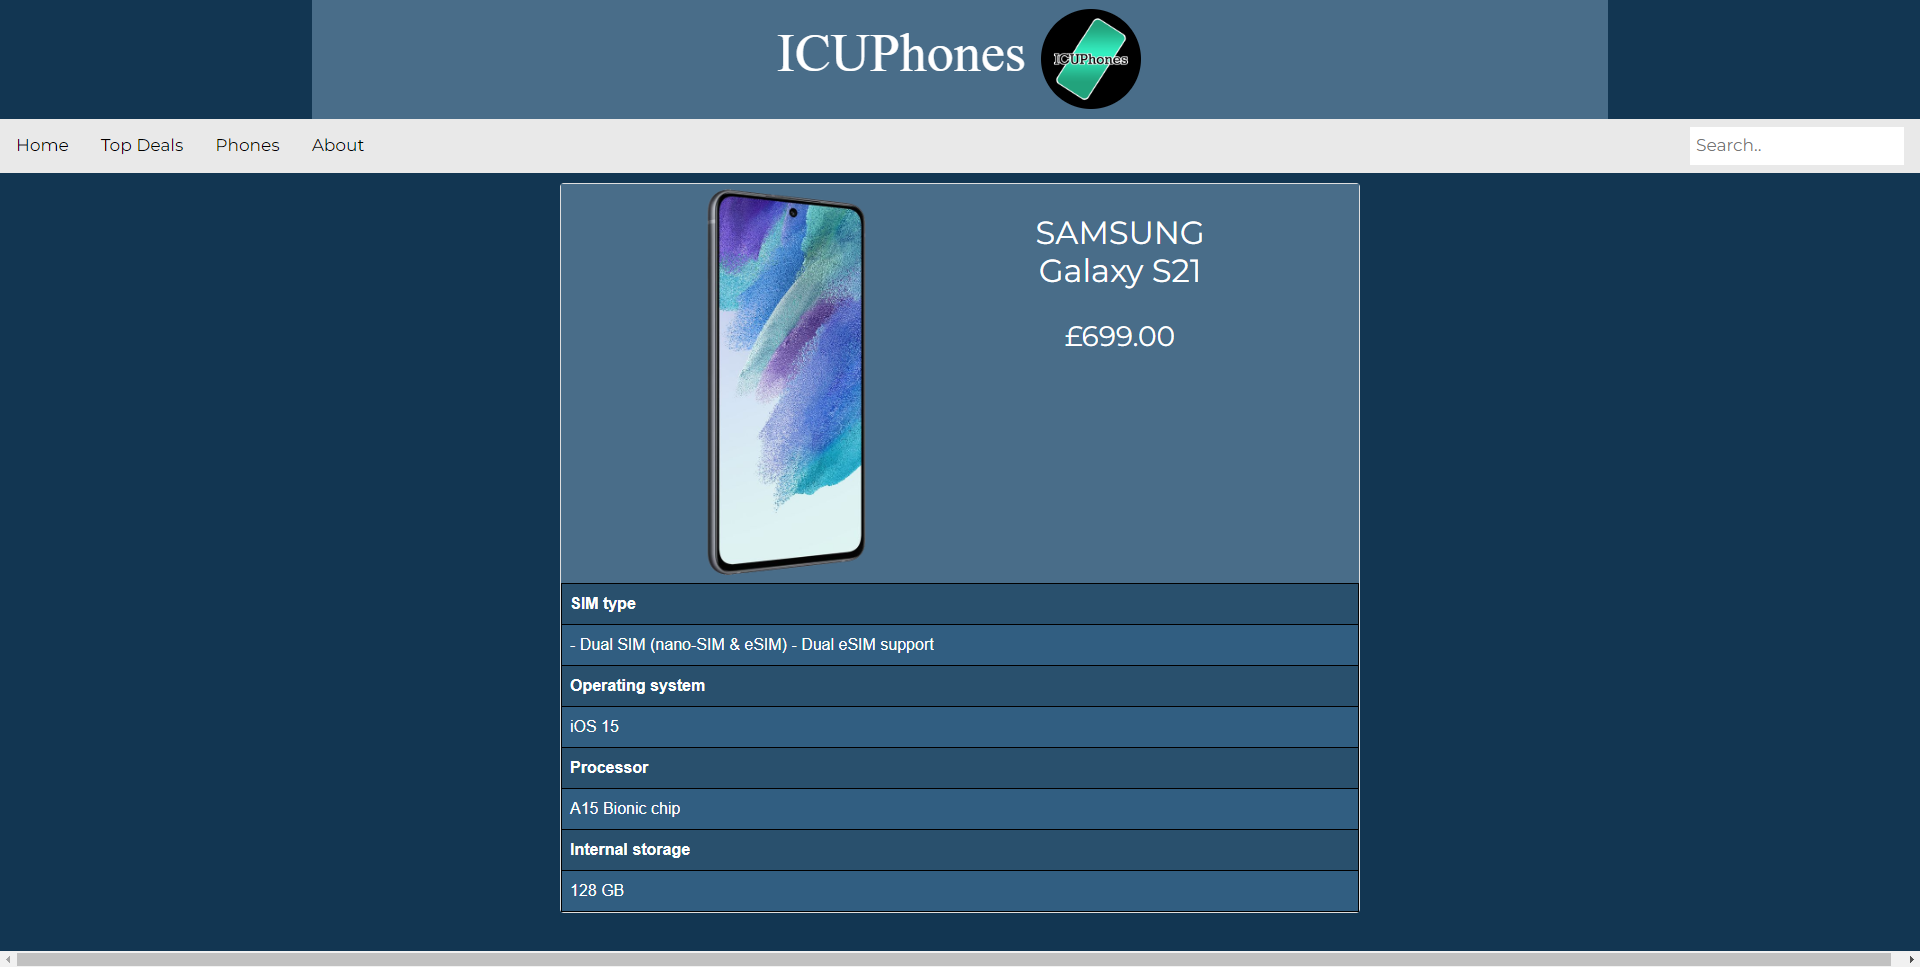 ICUPhones
ICUPhones
Home Top Deals Phones About Search..
SAMSUNG
Galaxy S21
£699.00
SIM type
- Dual SIM (nano-SIM & eSIM) - Dual eSIM support
Operating system
iOS 15
Processor
A15 Bionic chip
Internal storage
128 GB